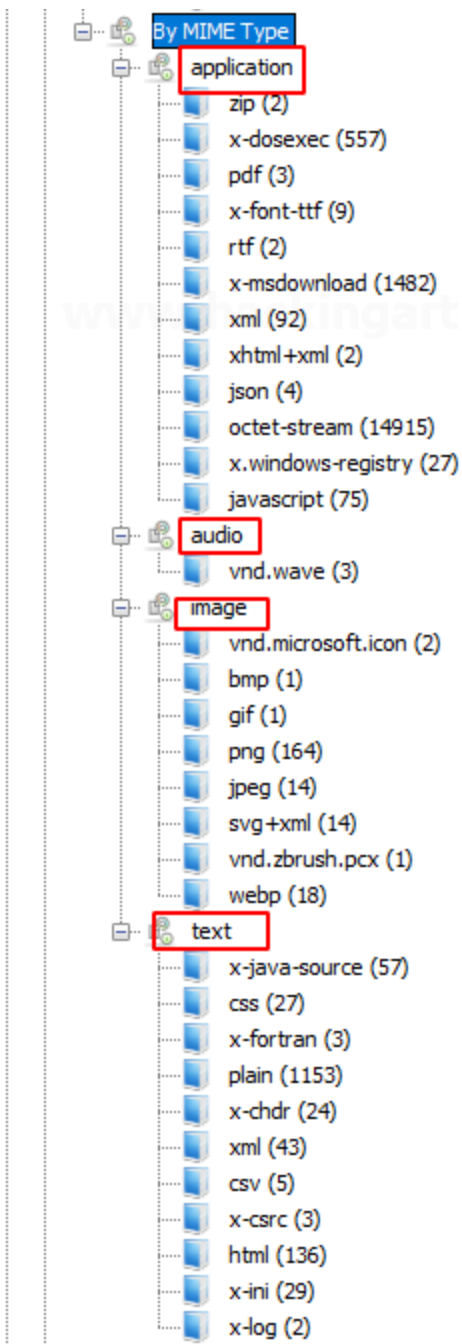 By MIME Type
application
zip (2)
x-dosexec (557)
pdf (3)
x-font-ttf (9)
rtf (2)
x-msdownload (1482)
xml (92)
xhtml+xml (2)
json (4)
octet-stream (14915)
x.windows-registry (27)
javascript (75)
audio
vnd.wave (3)
image
vnd.microsoft.icon (2)
bmp (1)
gif (1)
png (164)
jpeg (14)
svg+xml (14)
vnd.zbrush.pcx (1)
webp (18)
text
x-java-source (57)
css (27)
x-fortran (3)
plain (1153)
x-chdr (24)
xml (43)
csv (5)
x-csrc (3)
html (136)
x-ini (29)
x-log (2)